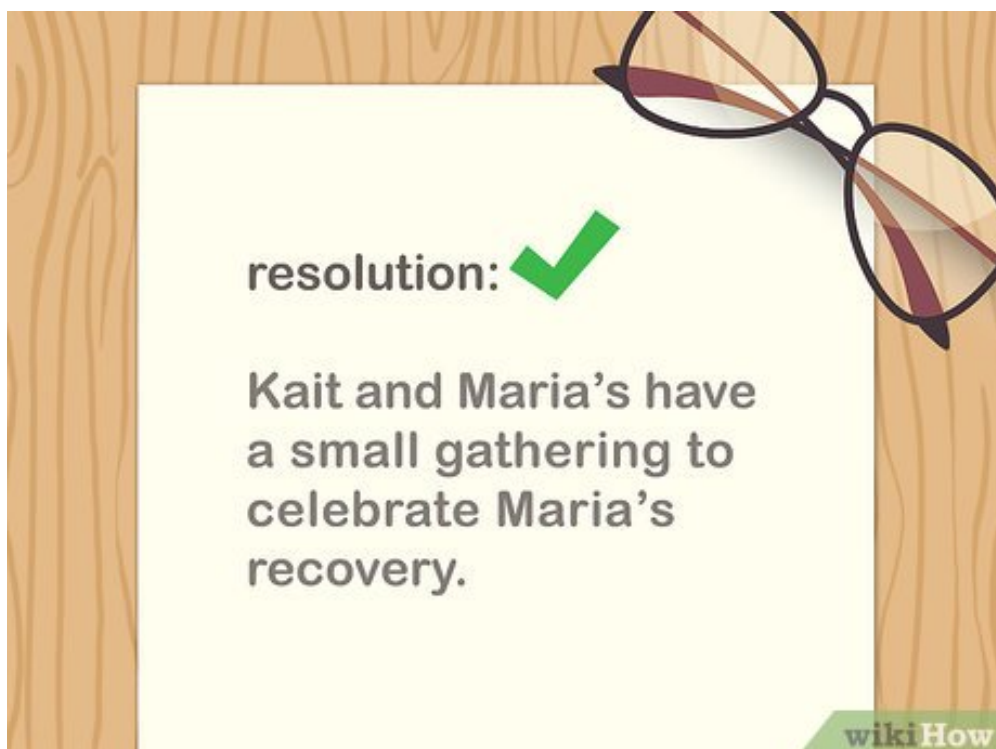 resolution:
Kait and Maria’s have
a small gathering to
celebrate Maria’s
recovery.
wikiHow